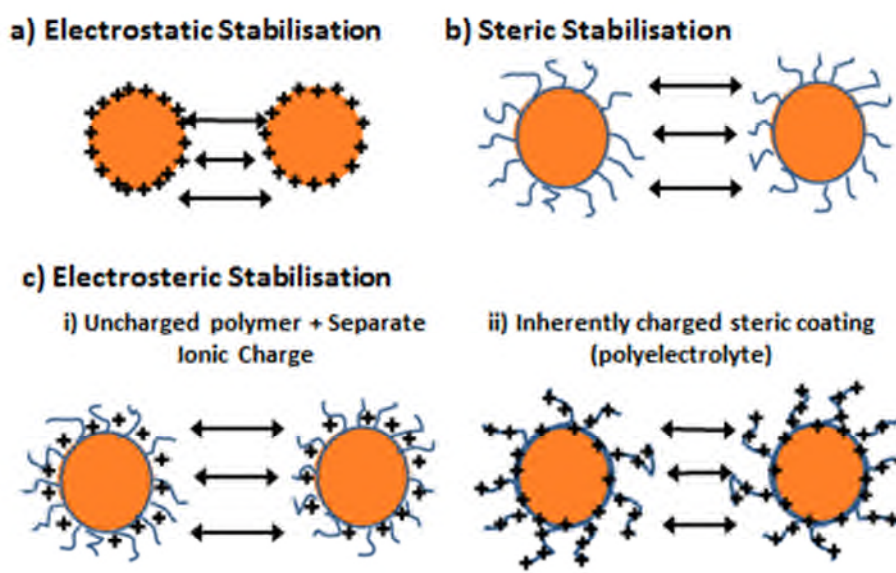 a) Electrostatic Stabilisation
b) Steric Stabilisation
c) Electrosteric Stabilisation
i) Uncharged polymer + Separate
Ionic Charge
ii) Inherently charged steric coating
(polyelectrolyte)